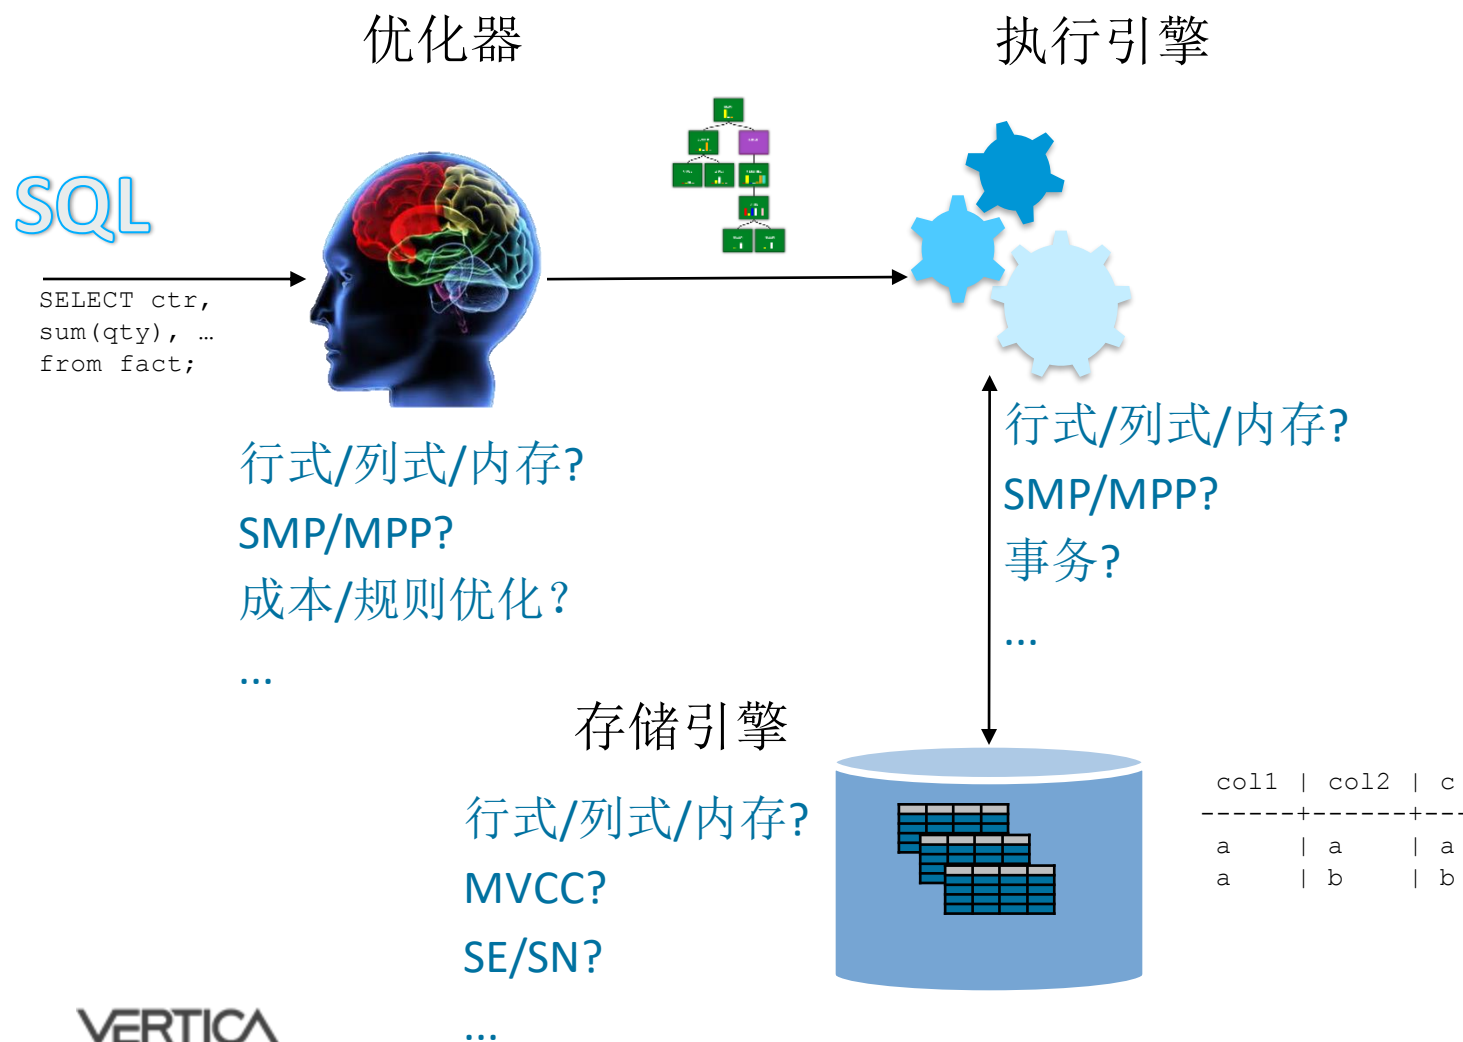 优化器
执行引擎
SQL
SELECT ctr,
sum(qty), …
from fact;
行式/列式/内存?
SMP/MPP?
成本/规则优化？
...
行式/列式/内存?
SMP/MPP?
事务?
...
存储引擎
行式/列式/内存?
MVCC?
SE/SN?
...
col1 | col2 | c
------+------+---
a | a | a
a | b | b
VERTICA